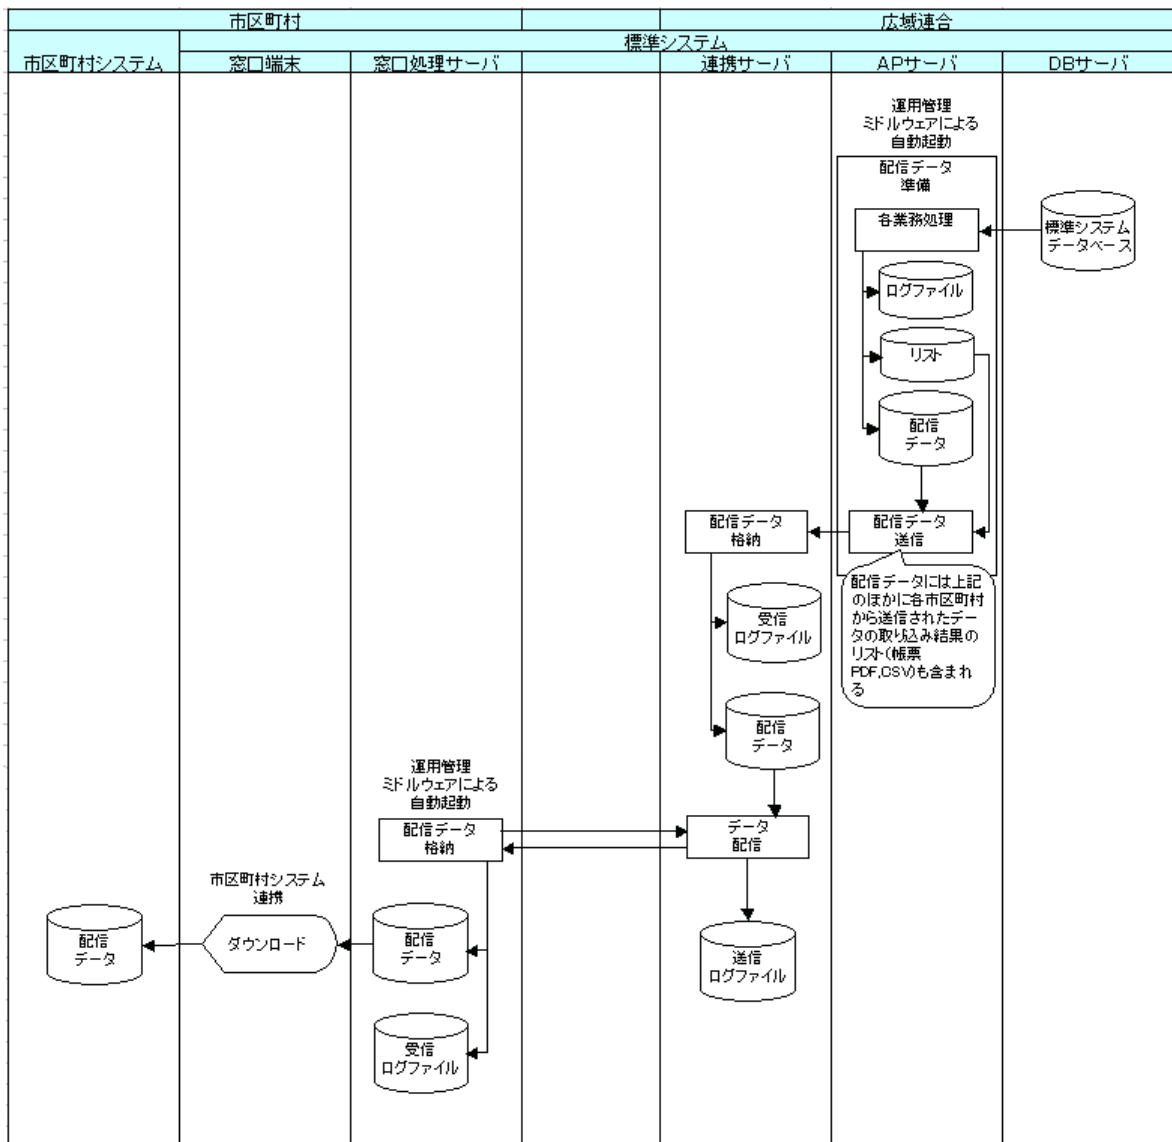 市区町村
広域連合
標準システム
市区町村システム
窓口端末
窓口処理サーバ
連携サーバ
APサーバ
DBサーバ
運用管理
ミドルウェアによる
自動起動
配信データ
準備
各業務処理
標準システム
データベース
ログファイル
リスト
配信
データ
配信データ
格納
配信データ
送信
配信データには上記
のほかに各市区町村
から送信されたデー
タの取り込み結果の
リスト(帳票
PDF,CSV)も含まれ
る
受信
ログファイル
配信
データ
運用管理
ミドルウェアによる
自動起動
配信データ
格納
データ
配信
市区町村システム
連携
配信
データ
ダウンロード
配信
データ
送信
ログファイル
受信
ログファイル